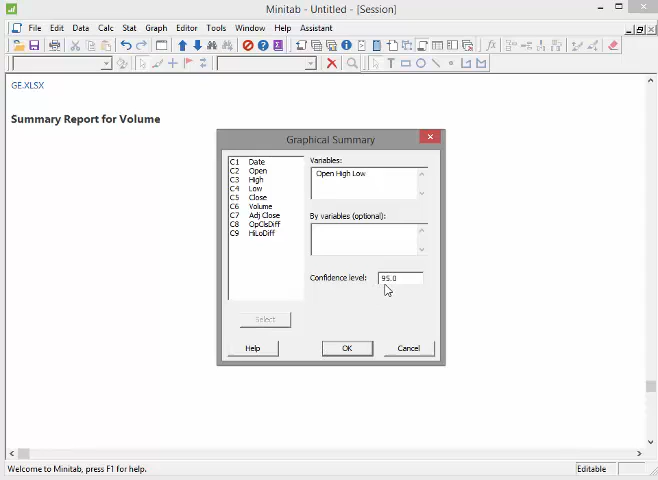 Minitab - Untitled - [Session]
File Edit Data Calc Stat Graph Editor Tools Window Help Assistant
GE.XLSX
Summary Report for Volume
Graphical Summary
C1 Date
C2 Open
C3 High
C4 Low
C5 Close
C6 Volume
C7 Adj Close
C8 OpClsDiff
C9 HiLoDiff
Variables:
Open High Low
By variables (optional):
Confidence level: 95.0
Select
Help OK Cancel
Welcome to Minitab, press F1 for help. Editable